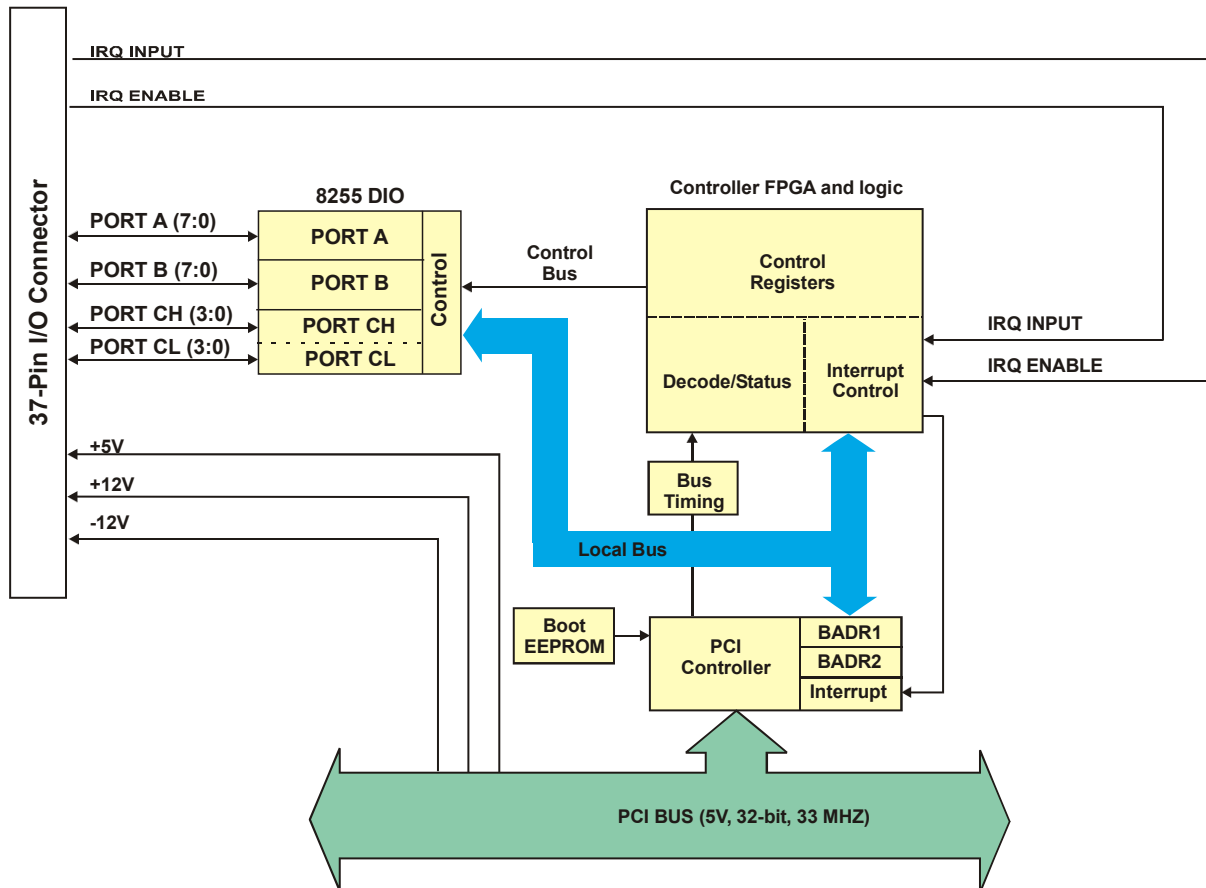 37-Pin I/O Connector
IRQ INPUT
IRQ ENABLE
8255 DIO
PORT A (7:0)
PORT B (7:0)
PORT CH (3:0)
PORT CL (3:0)
PORT A
PORT B
PORT CH
PORT CL
Control
Control
Bus
Controller FPGA and logic
Control
Registers
Decode/Status
Interrupt
Control
IRQ INPUT
IRQ ENABLE
+5V
+12V
-12V
Bus
Timing
Local Bus
Boot
EEPROM
PCI
Controller
BADR1
BADR2
Interrupt
PCI BUS (5V, 32-bit, 33 MHZ)